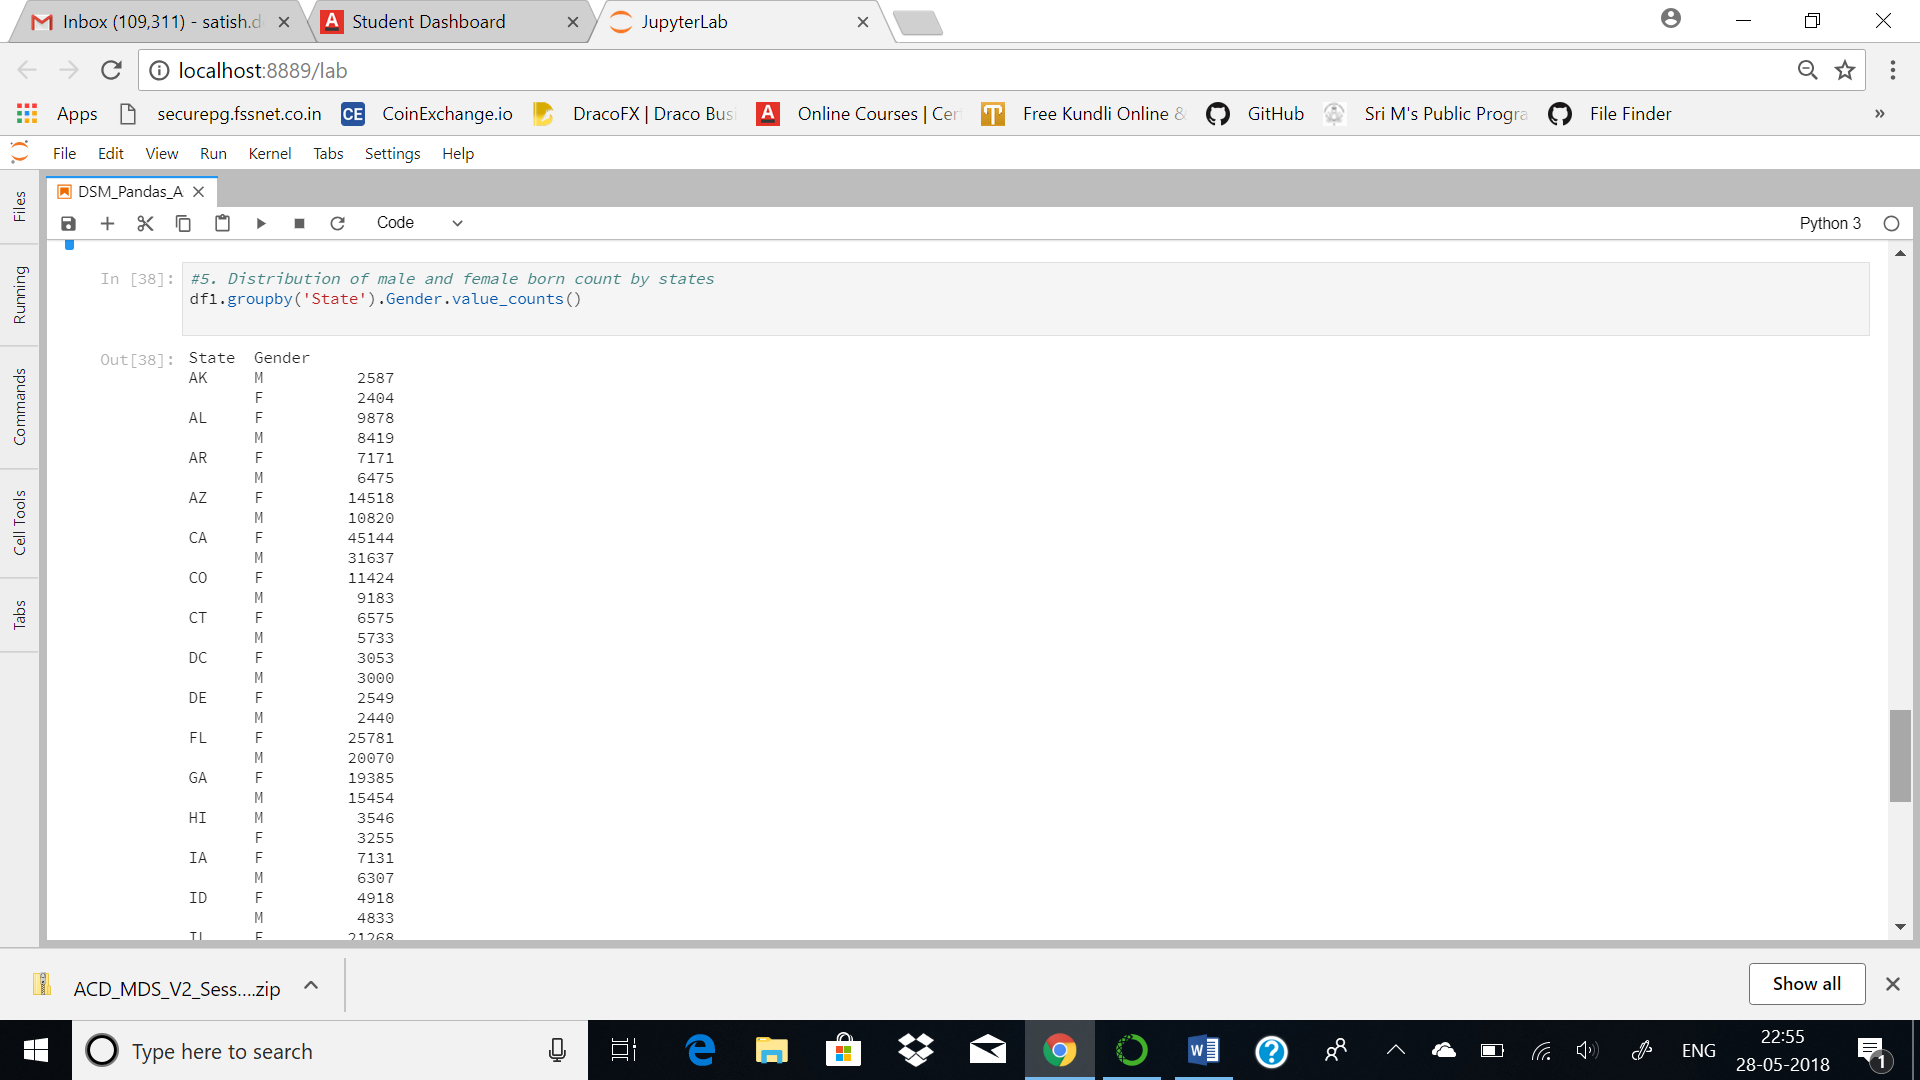 Inbox (109,311) - satish.d
Student Dashboard
JupyterLab
localhost:8889/lab
Apps
securepg.fssnet.co.in
CE
CoinExchange.io
DracoFX | Draco Busi
A
Online Courses | Cer
Free Kundli Online &
GitHub
Sri M's Public Progra
File Finder
»
File
Edit
View
Run
Kernel
Tabs
Settings
Help
Files
Running
Commands
Cell Tools
Tabs
DSM_Pandas_A
Code
Python 3
In [38]:
#5. Distribution of male and female born count by states
df1.groupby('State').Gender.value_counts()
Out[38]:
State Gender
AK M 2587
F 2404
AL F 9878
M 8419
AR F 7171
M 6475
AZ F 14518
M 10820
CA F 45144
M 31637
CO F 11424
M 9183
CT F 6575
M 5733
DC F 3053
M 3000
DE F 2549
M 2440
FL F 25781
M 20070
GA F 19385
M 15454
HI M 3546
F 3255
IA F 7131
M 6307
ID F 4918
M 4833
IL F 21268
ACD_MDS_V2_Sess....zip
Show all
Type here to search
ENG
22:55
28-05-2018
1